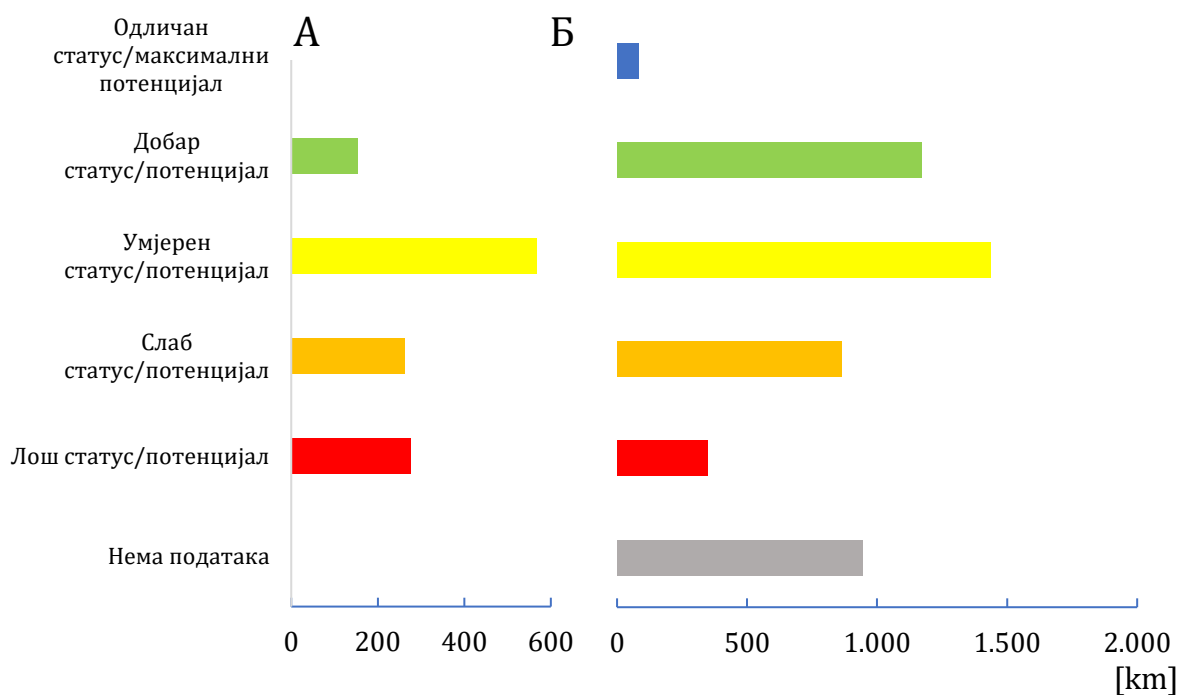 А
Б
Одличан
статус/максимални
потенцијал
Добар
статус/потенцијал
Умјерен
статус/потенцијал
Слаб
статус/потенцијал
Лош статус/потенцијал
Нема података
0 200 400 600
0 500 1.000 1.500 2.000
[km]